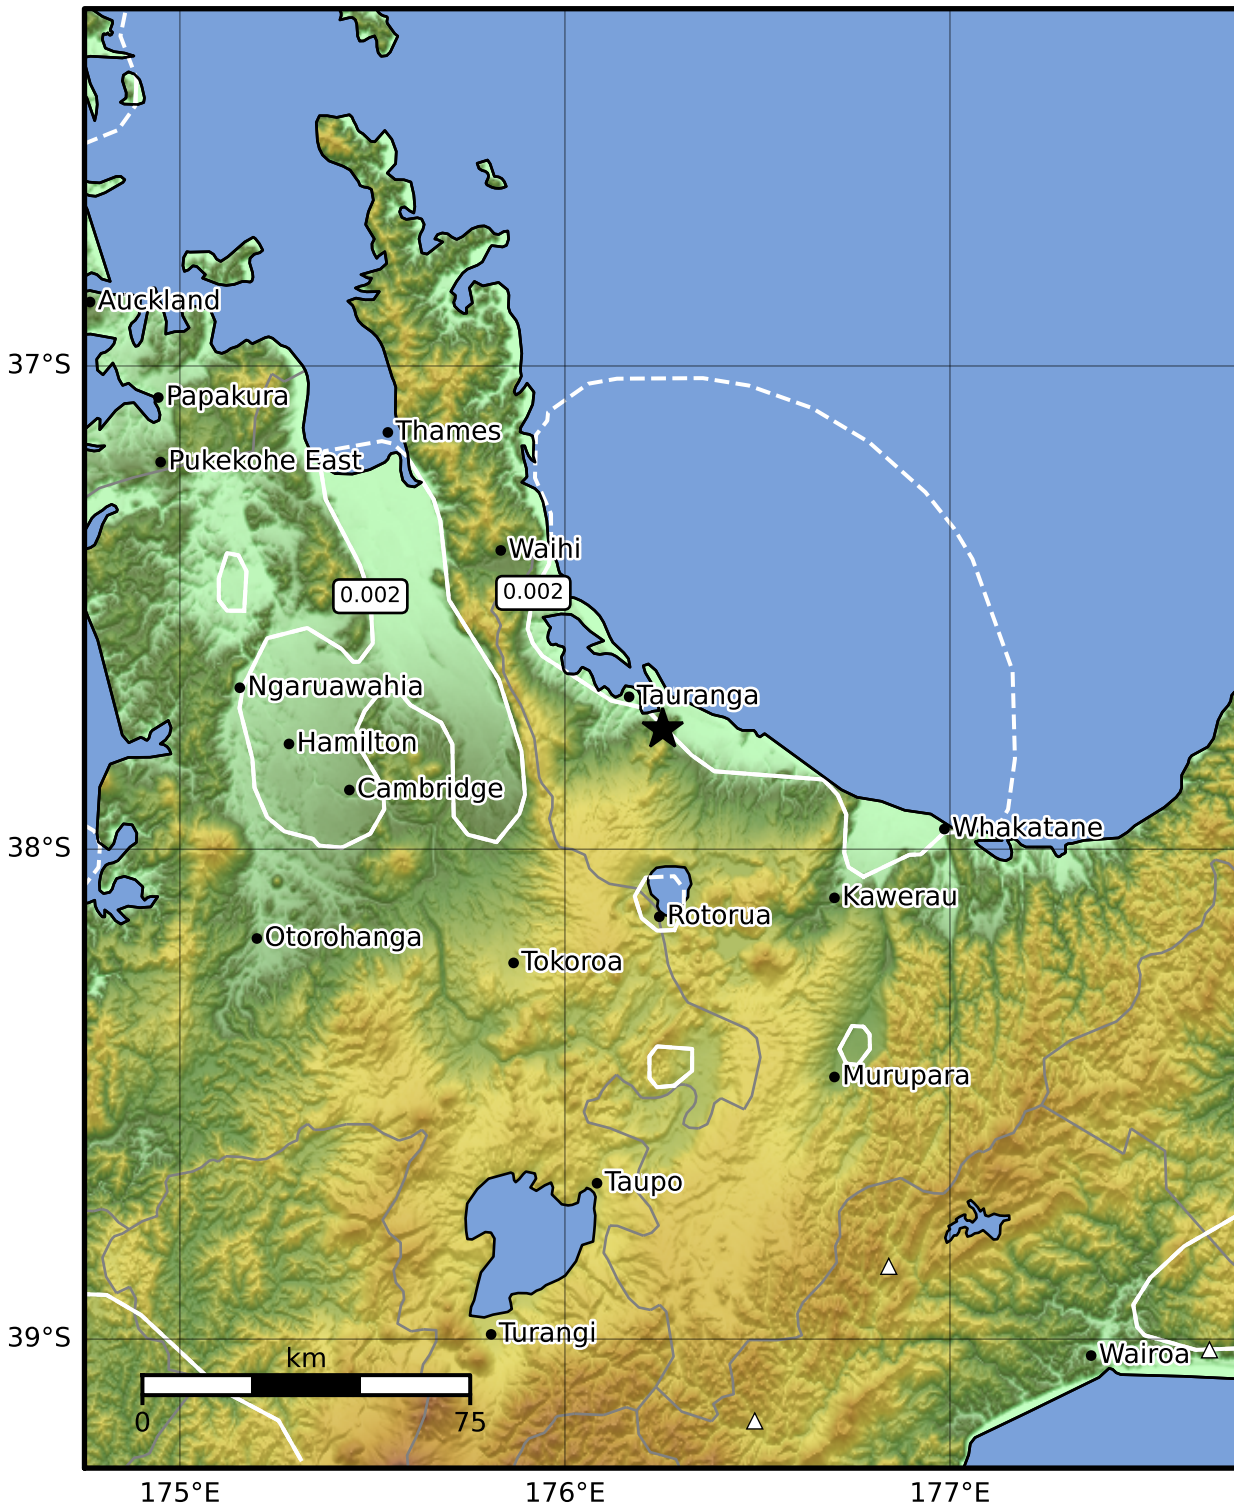 Auckland
37°S
Papakura
Thames
Pukekohe East
Waihi
0.002
0.002
Ngaruawahia
Tauranga
Hamilton
Cambridge
Whakatane
38°S
Kawerau
Rotorua
Otorohanga
Tokoroa
Murupara
Taupo
Turangi
39°S
Wairoa
km
0
75
175°E
176°E
177°E